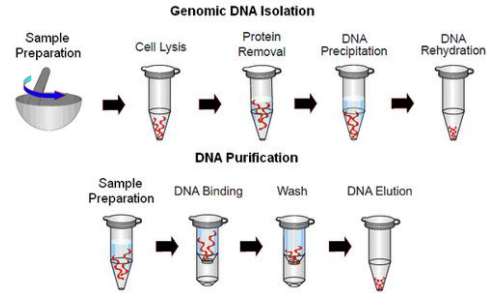 Genomic DNA Isolation
Sample
Preparation
Cell Lysis
Protein
Removal
DNA
Precipitation
DNA
Rehydration
DNA Purification
Sample
Preparation
DNA Binding
Wash
DNA Elution